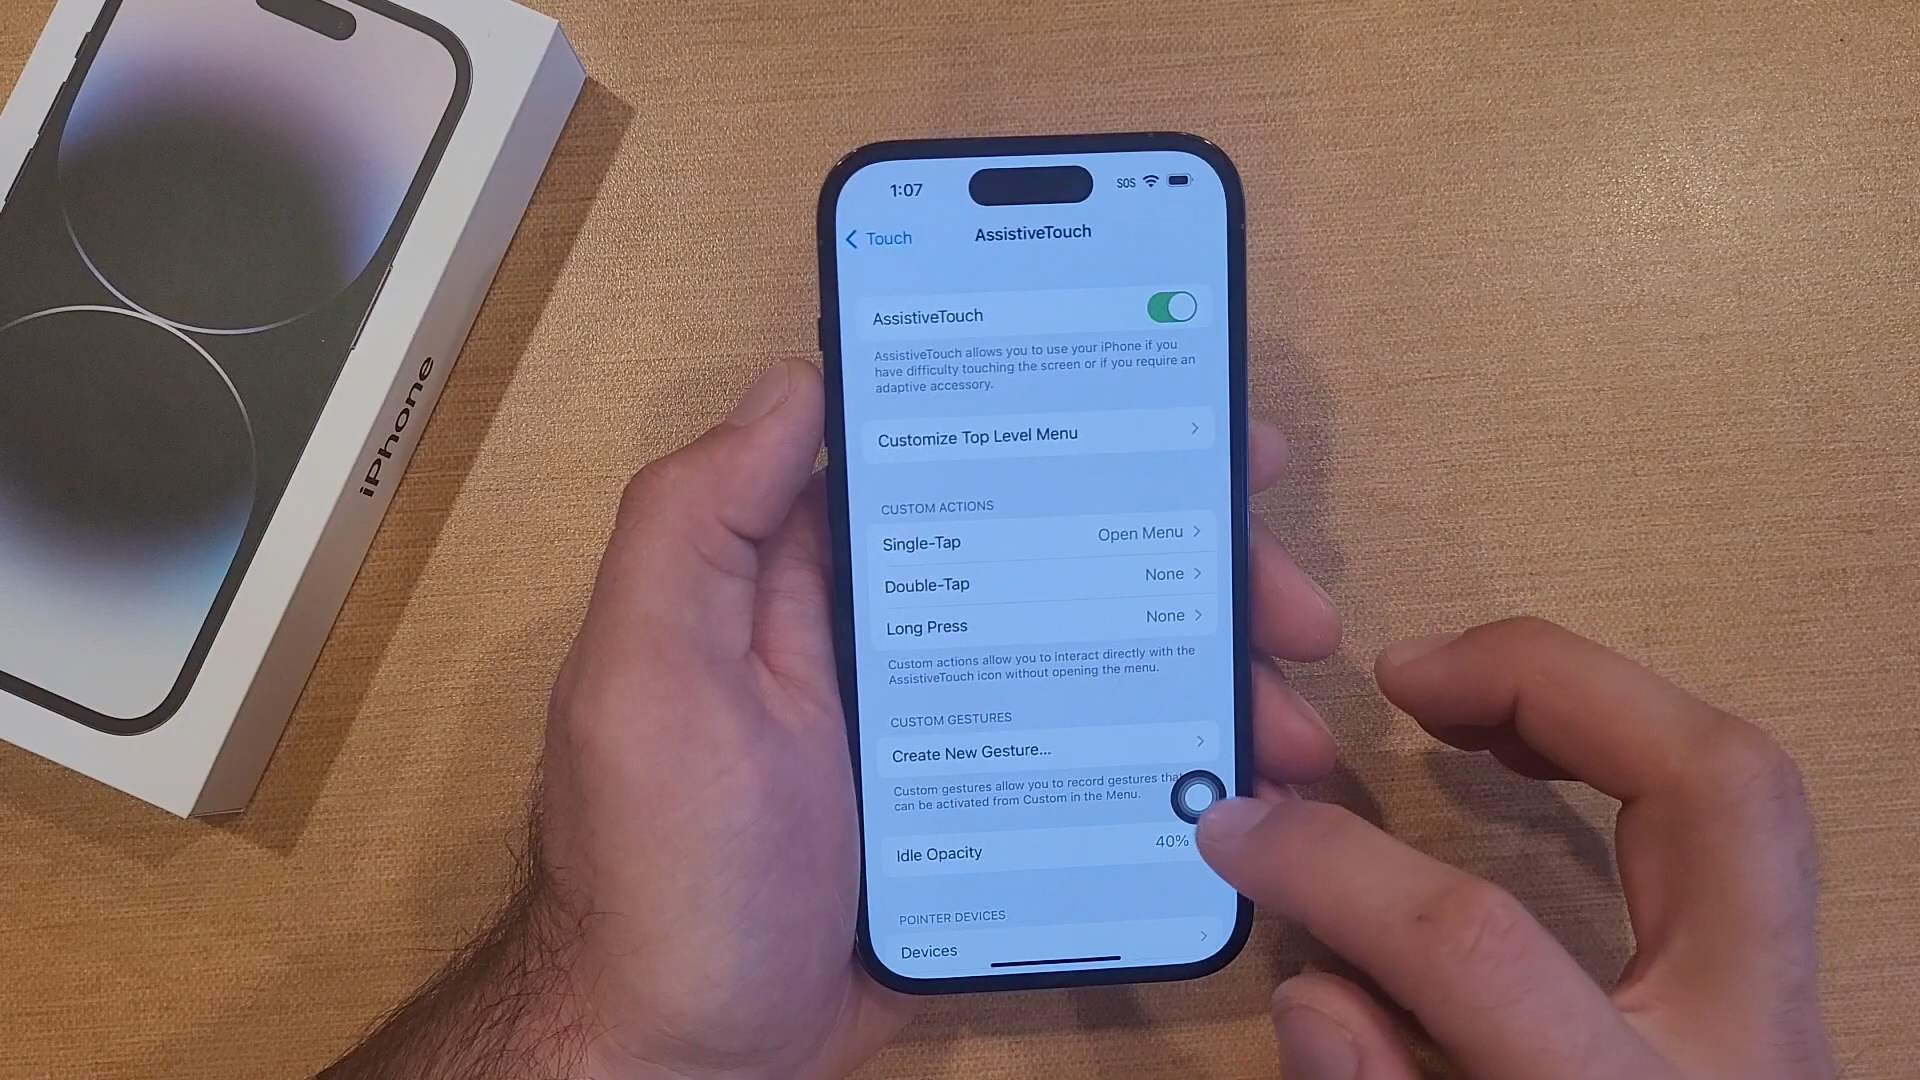 iPhone
1:07
SOS
Touch
AssistiveTouch
AssistiveTouch
AssistiveTouch allows you to use your iPhone if you
have difficulty touching the screen or if you require an
adaptive accessory.
Customize Top Level Menu
CUSTOM ACTIONS
Single-Tap Open Menu
Double-Tap None
Long Press None
Custom actions allow you to interact directly with the
AssistiveTouch icon without opening the menu.
CUSTOM GESTURES
Create New Gesture...
Custom gestures allow you to record gestures tha
can be activated from Custom in the Menu.
Idle Opacity 40%
POINTER DEVICES
Devices